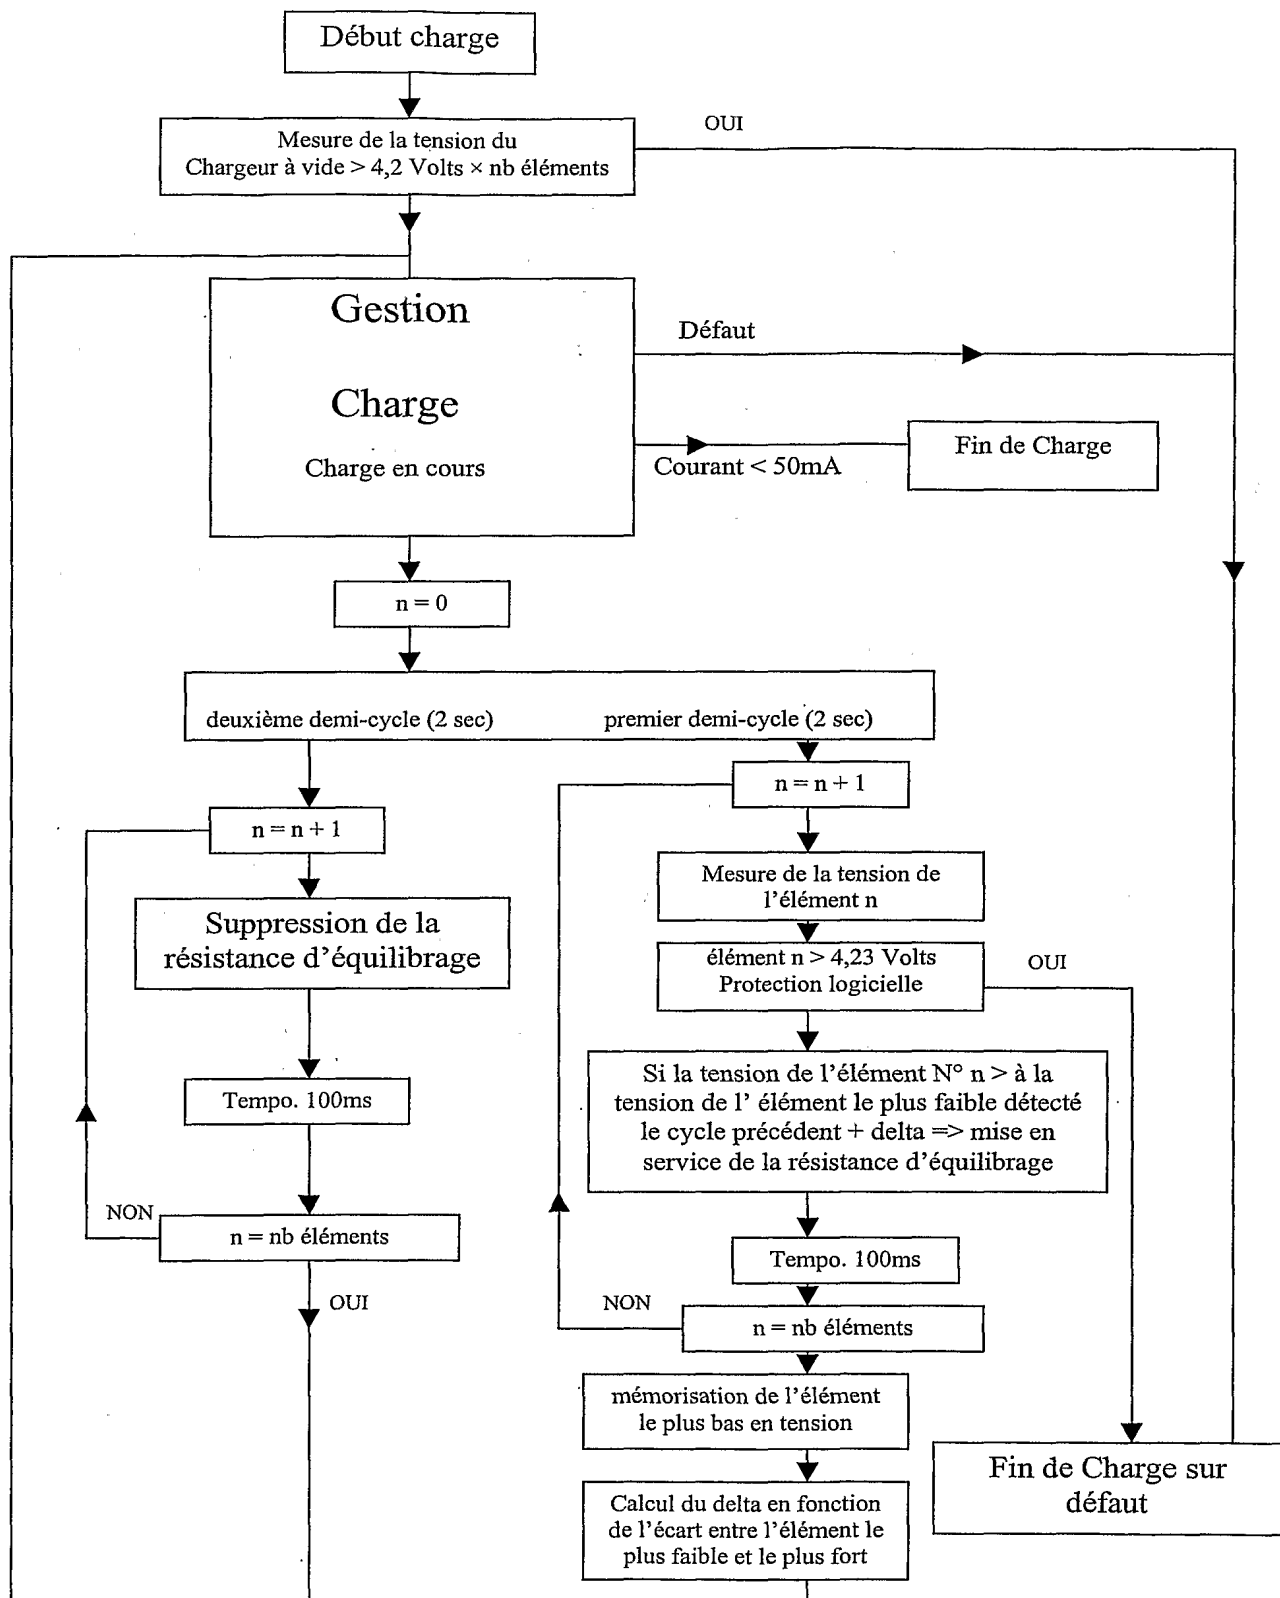 Début charge
OUI
Mesure de la tension du
Chargeur à vide > 4,2 Volts × nb éléments
Gestion
Défaut
Charge
Fin de Charge
Charge en cours
Courant < 50mA
n = 0
deuxième demi-cycle (2 sec)
premier demi-cycle (2 sec)
n = n + 1
n = n + 1
Mesure de la tension de
l'élément n
Suppression de la
résistance d'équilibrage
élément n > 4,23 Volts
Protection logicielle
OUI
Si la tension de l'élément N° n > à la
tension de l' élément le plus faible détecté
le cycle précédent + delta => mise en
service de la résistance d'équilibrage
Tempo. 100ms
NON
n = nb éléments
OUI
Tempo. 100ms
NON
n = nb éléments
mémorisation de l'élément
le plus bas en tension
Fin de Charge sur
défaut
Calcul du delta en fonction
de l'écart entre l'élément le
plus faible et le plus fort